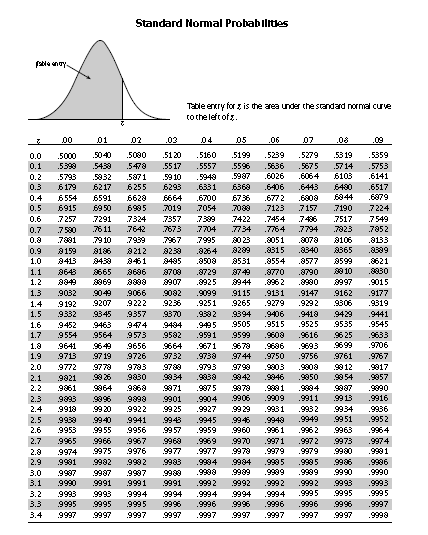 Standard Normal Probabilities
Table entry
z
Table entry for z is the area under the standard normal curve
to the left of z.
z .00 .01 .02 .03 .04 .05 .06 .07 .08 .09
0.0 .5000 .5040 .5080 .5120 .5160 .5199 .5239 .5279 .5319 .5359
0.1 .5398 .5438 .5478 .5517 .5557 .5596 .5636 .5675 .5714 .5753
0.2 .5793 .5832 .5871 .5910 .5948 .5987 .6026 .6064 .6103 .6141
0.3 .6179 .6217 .6255 .6293 .6331 .6368 .6406 .6443 .6480 .6517
0.4 .6554 .6591 .6628 .6664 .6700 .6736 .6772 .6808 .6844 .6879
0.5 .6915 .6950 .6985 .7019 .7054 .7088 .7123 .7157 .7190 .7224
0.6 .7257 .7291 .7324 .7357 .7389 .7422 .7454 .7486 .7517 .7549
0.7 .7580 .7611 .7642 .7673 .7704 .7734 .7764 .7794 .7823 .7852
0.8 .7881 .7910 .7939 .7967 .7995 .8023 .8051 .8078 .8106 .8133
0.9 .8159 .8186 .8212 .8238 .8264 .8289 .8315 .8340 .8365 .8389
1.0 .8413 .8438 .8461 .8485 .8508 .8531 .8554 .8577 .8599 .8621
1.1 .8643 .8665 .8686 .8708 .8729 .8749 .8770 .8790 .8810 .8830
1.2 .8849 .8869 .8888 .8907 .8925 .8944 .8962 .8980 .8997 .9015
1.3 .9032 .9049 .9066 .9082 .9099 .9115 .9131 .9147 .9162 .9177
1.4 .9192 .9207 .9222 .9236 .9251 .9265 .9279 .9292 .9306 .9319
1.5 .9332 .9345 .9357 .9370 .9382 .9394 .9406 .9418 .9429 .9441
1.6 .9452 .9463 .9474 .9484 .9495 .9505 .9515 .9525 .9535 .9545
1.7 .9554 .9564 .9573 .9582 .9591 .9599 .9608 .9616 .9625 .9633
1.8 .9641 .9649 .9656 .9664 .9671 .9678 .9686 .9693 .9699 .9706
1.9 .9713 .9719 .9726 .9732 .9738 .9744 .9750 .9756 .9761 .9767
2.0 .9772 .9778 .9783 .9788 .9793 .9798 .9803 .9808 .9812 .9817
2.1 .9821 .9826 .9830 .9834 .9838 .9842 .9846 .9850 .9854 .9857
2.2 .9861 .9864 .9868 .9871 .9875 .9878 .9881 .9884 .9887 .9890
2.3 .9893 .9896 .9898 .9901 .9904 .9906 .9909 .9911 .9913 .9916
2.4 .9918 .9920 .9922 .9925 .9927 .9929 .9931 .9932 .9934 .9936
2.5 .9938 .9940 .9941 .9943 .9945 .9946 .9948 .9949 .9951 .9952
2.6 .9953 .9955 .9956 .9957 .9959 .9960 .9961 .9962 .9963 .9964
2.7 .9965 .9966 .9967 .9968 .9969 .9970 .9971 .9972 .9973 .9974
2.8 .9974 .9975 .9976 .9977 .9977 .9978 .9979 .9979 .9980 .9981
2.9 .9981 .9982 .9982 .9983 .9984 .9984 .9985 .9985 .9986 .9986
3.0 .9987 .9987 .9987 .9988 .9988 .9989 .9989 .9989 .9990 .9990
3.1 .9990 .9991 .9991 .9991 .9992 .9992 .9992 .9992 .9993 .9993
3.2 .9993 .9993 .9994 .9994 .9994 .9994 .9994 .9995 .9995 .9995
3.3 .9995 .9995 .9995 .9996 .9996 .9996 .9996 .9996 .9996 .9997
3.4 .9997 .9997 .9997 .9997 .9997 .9997 .9997 .9997 .9997 .9998